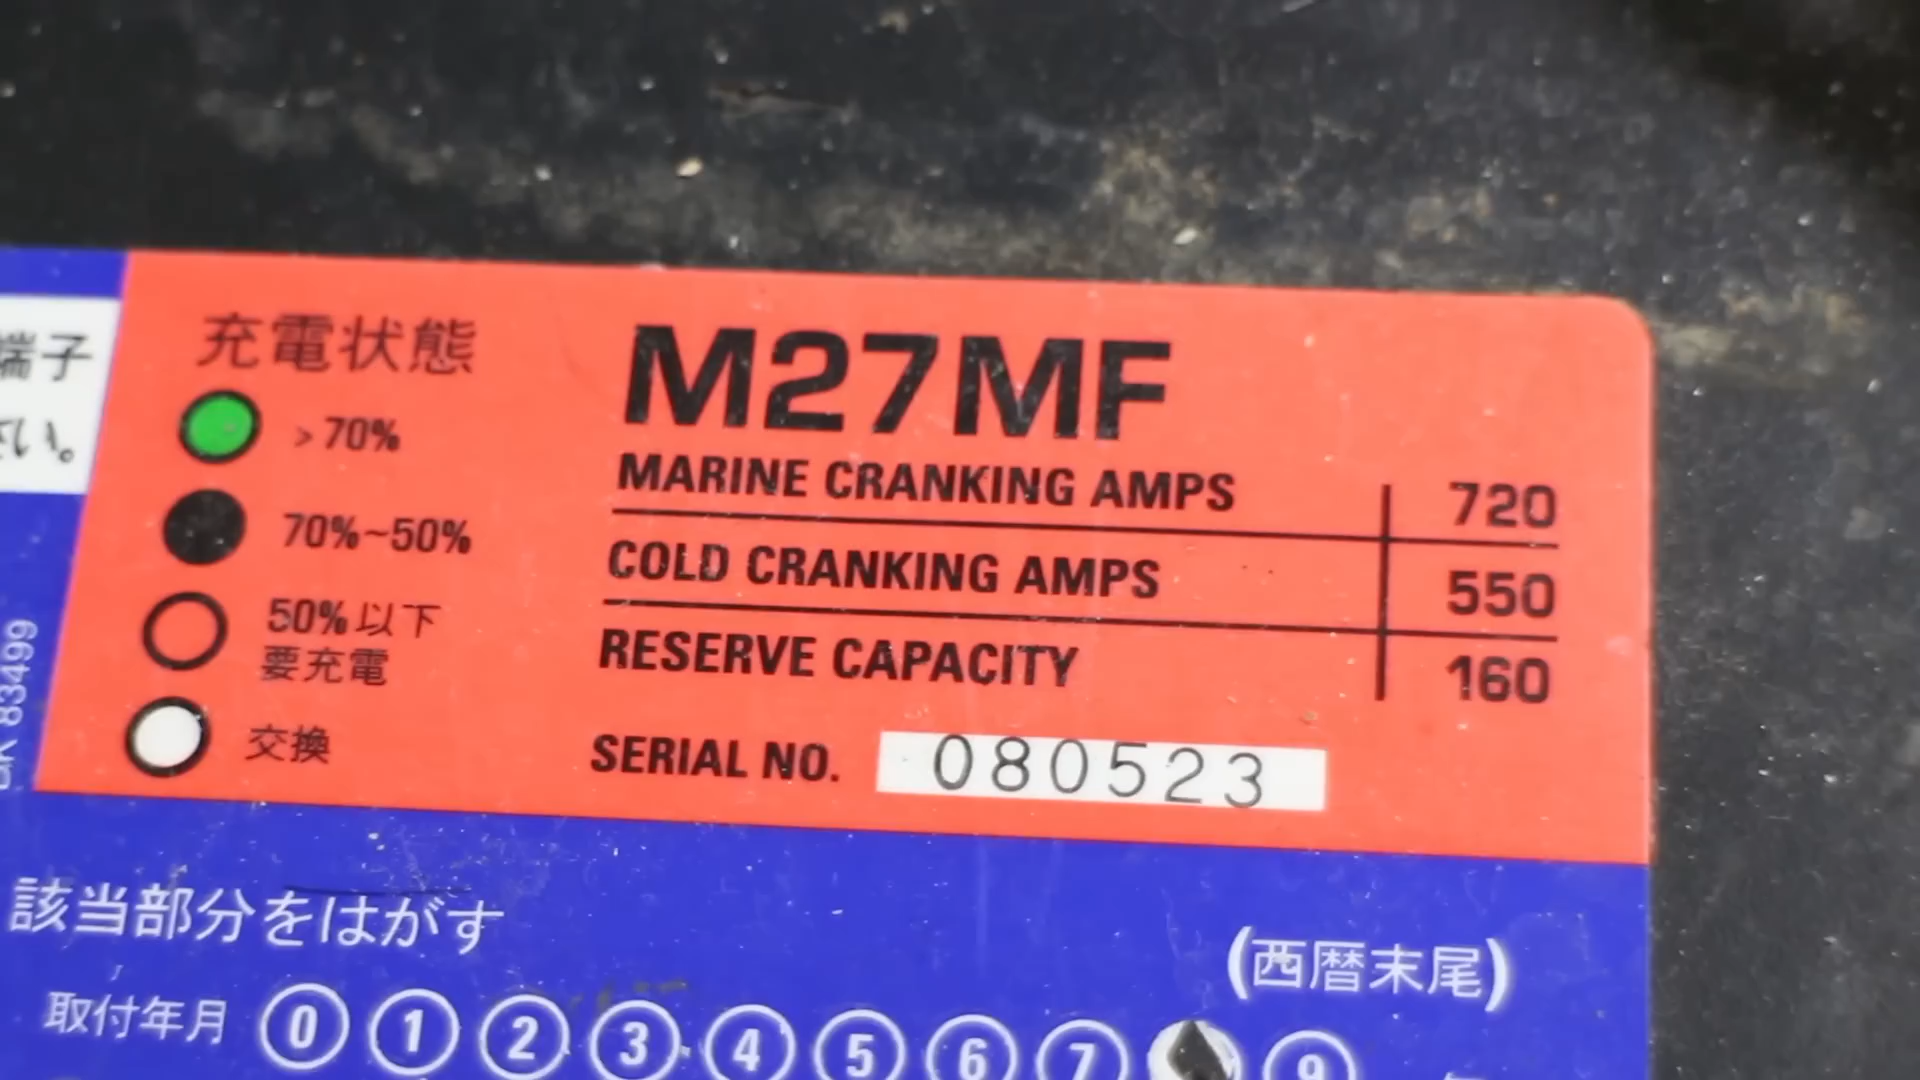 端子
さい。
充電状態
> 70%
70%~50%
50%以下
要充電
交換
M27MF
MARINE CRANKING AMPS 720
COLD CRANKING AMPS 550
RESERVE CAPACITY 160
SERIAL NO. 080523
83499
該当部分をはがす
(西暦末尾)
取付年月 0 1 2 3 4 5 6 7 9